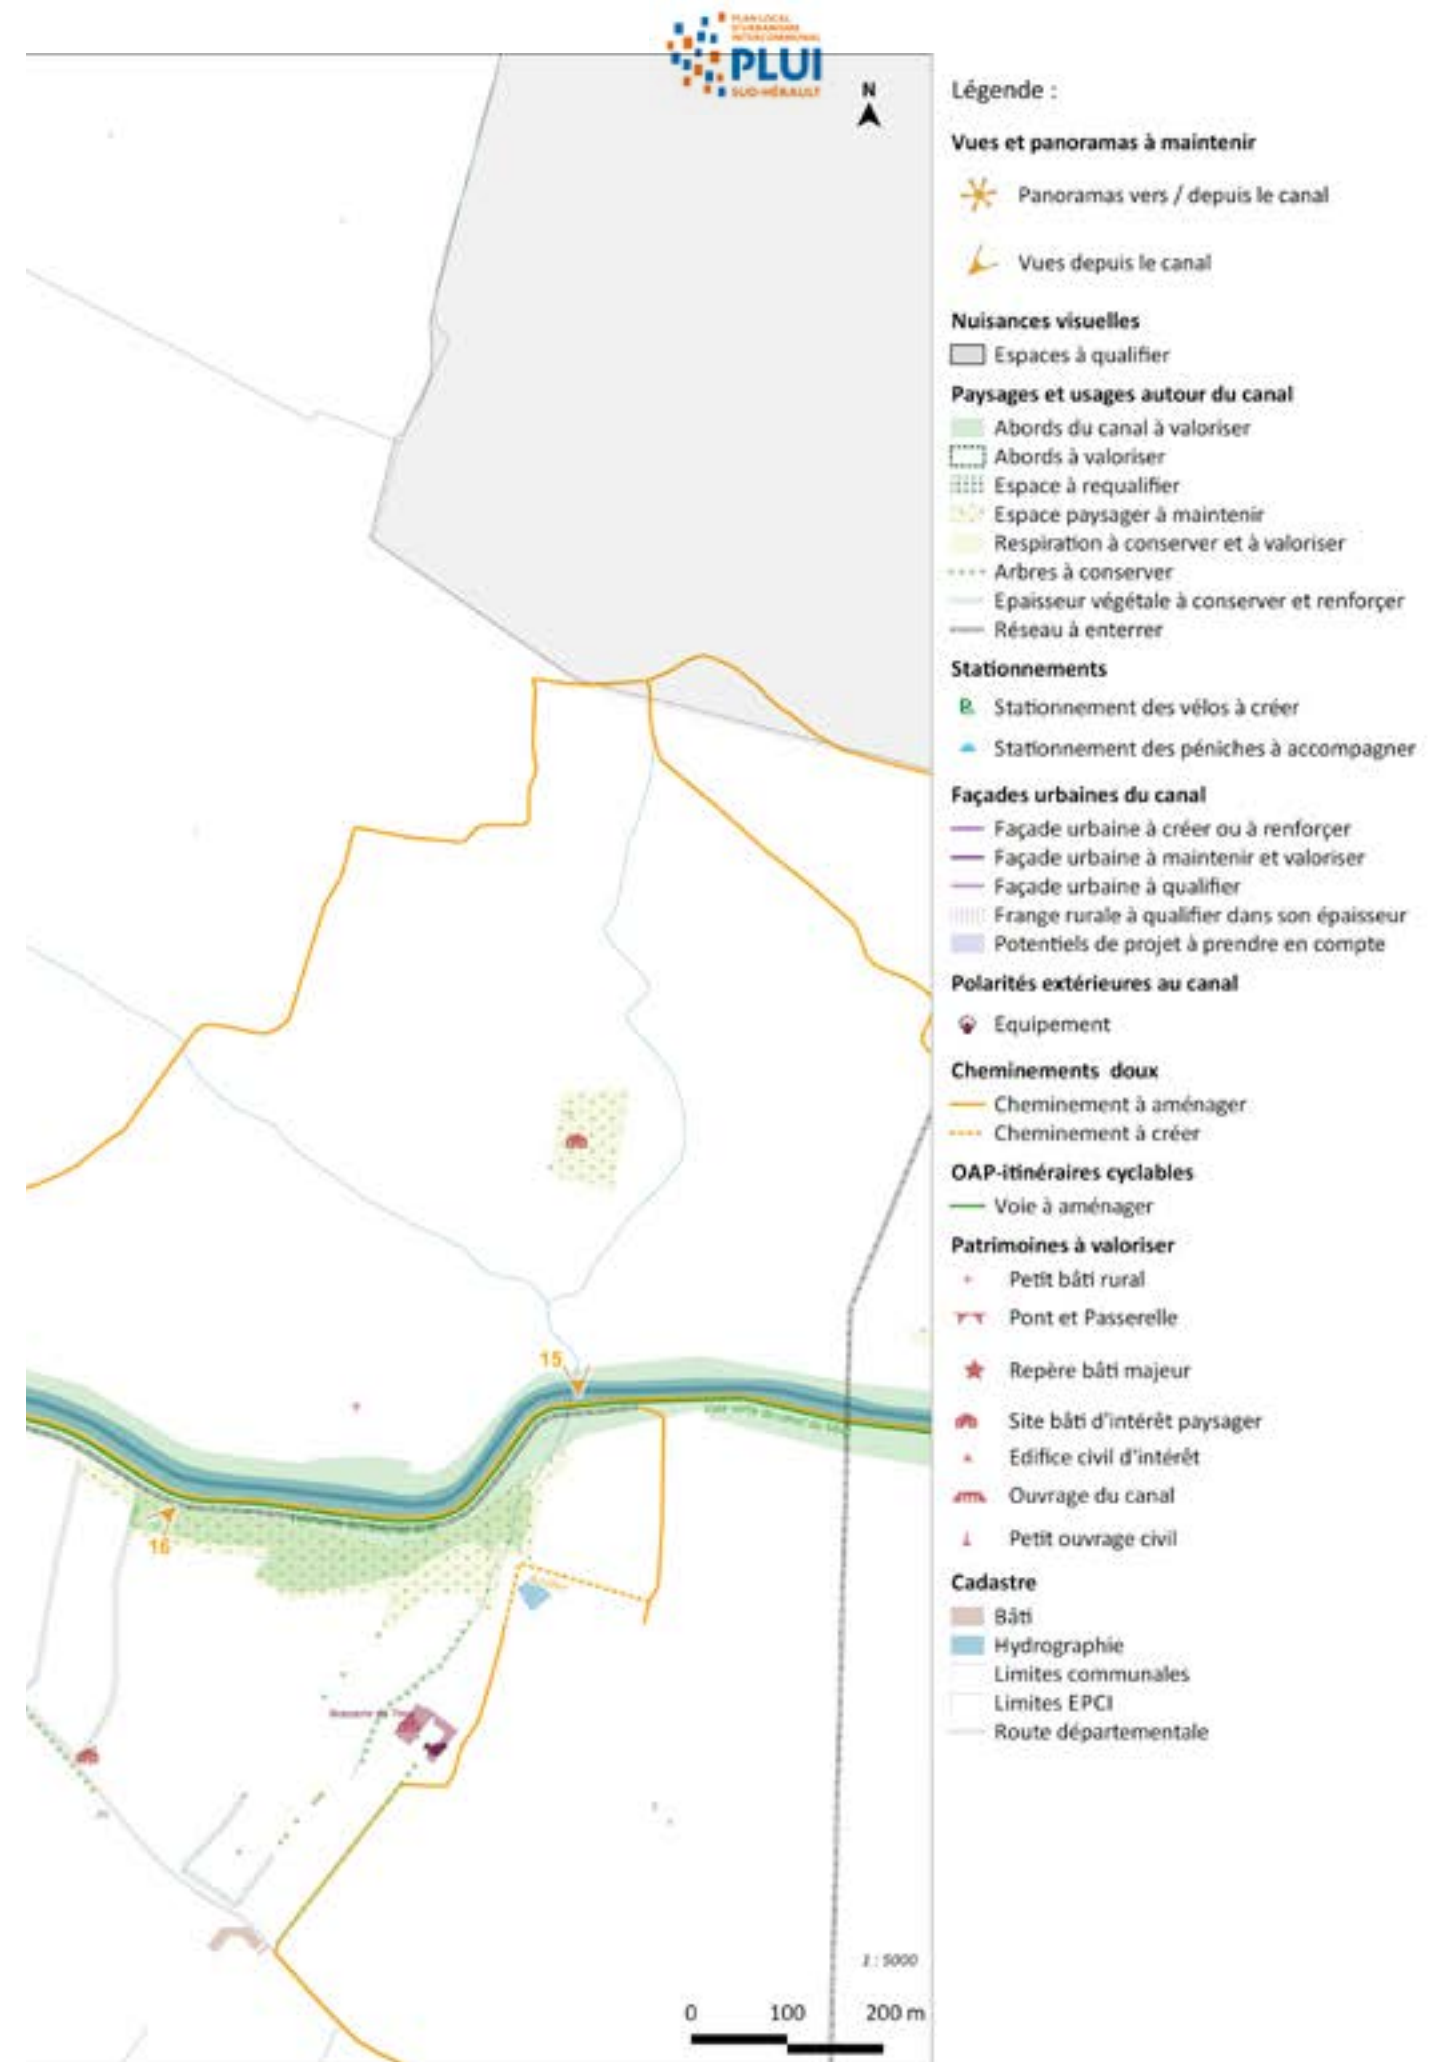 PLAN LOCAL
D'URBANISME
INTERCOMMUNAL
PLUI
SUD-HÉRAULT
N
Légende :
Vues et panoramas à maintenir
Panoramas vers / depuis le canal
Vues depuis le canal
Nuisances visuelles
Espaces à qualifier
Paysages et usages autour du canal
Abords du canal à valoriser
Abords à valoriser
Espace à requalifier
Espace paysager à maintenir
Respiration à conserver et à valoriser
Arbres à conserver
Epaisseur végétale à conserver et renforçer
Réseau à enterrer
Stationnements
Stationnement des vélos à créer
Stationnement des péniches à accompagner
Façades urbaines du canal
Façade urbaine à créer ou à renforçer
Façade urbaine à maintenir et valoriser
Façade urbaine à qualifier
Frange rurale à qualifier dans son épaisseur
Potentiels de projet à prendre en compte
Polarités extérieures au canal
Equipement
Cheminements doux
Cheminement à aménager
Cheminement à créer
OAP-itinéraires cyclables
Voie à aménager
Patrimoines à valoriser
Petit bâti rural
Pont et Passerelle
Repère bâti majeur
Site bâti d'intérêt paysager
Edifice civil d'intérêt
Ouvrage du canal
Petit ouvrage civil
Cadastre
Bâti
Hydrographie
Limites communales
Limites EPCI
Route départementale
15
16
1 : 5000
0 100 200 m